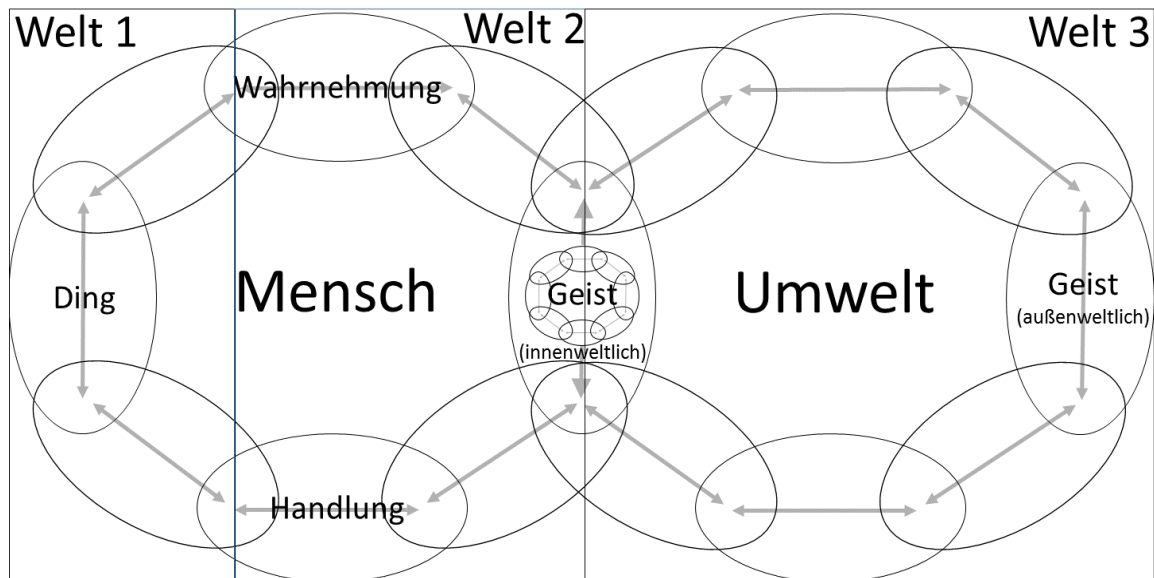 Welt 1
Welt 2
Welt 3
Wahrnehmung
Ding
Mensch
Geist
(innenweltlich)
Umwelt
Geist
(außenweltlich)
Handlung